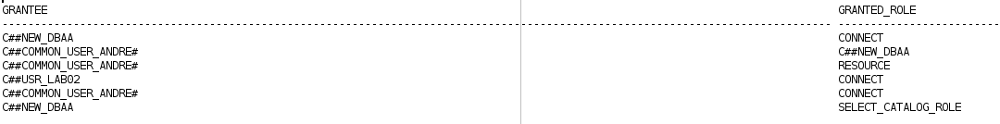 GRANTEE GRANTED_ROLE
C##NEW_DBAA CONNECT
C##COMMON_USER_ANDRE# C##NEW_DBAA
C##COMMON_USER_ANDRE# RESOURCE
C##USR_LAB02 CONNECT
C##COMMON_USER_ANDRE# CONNECT
C##NEW_DBAA SELECT_CATALOG_ROLE